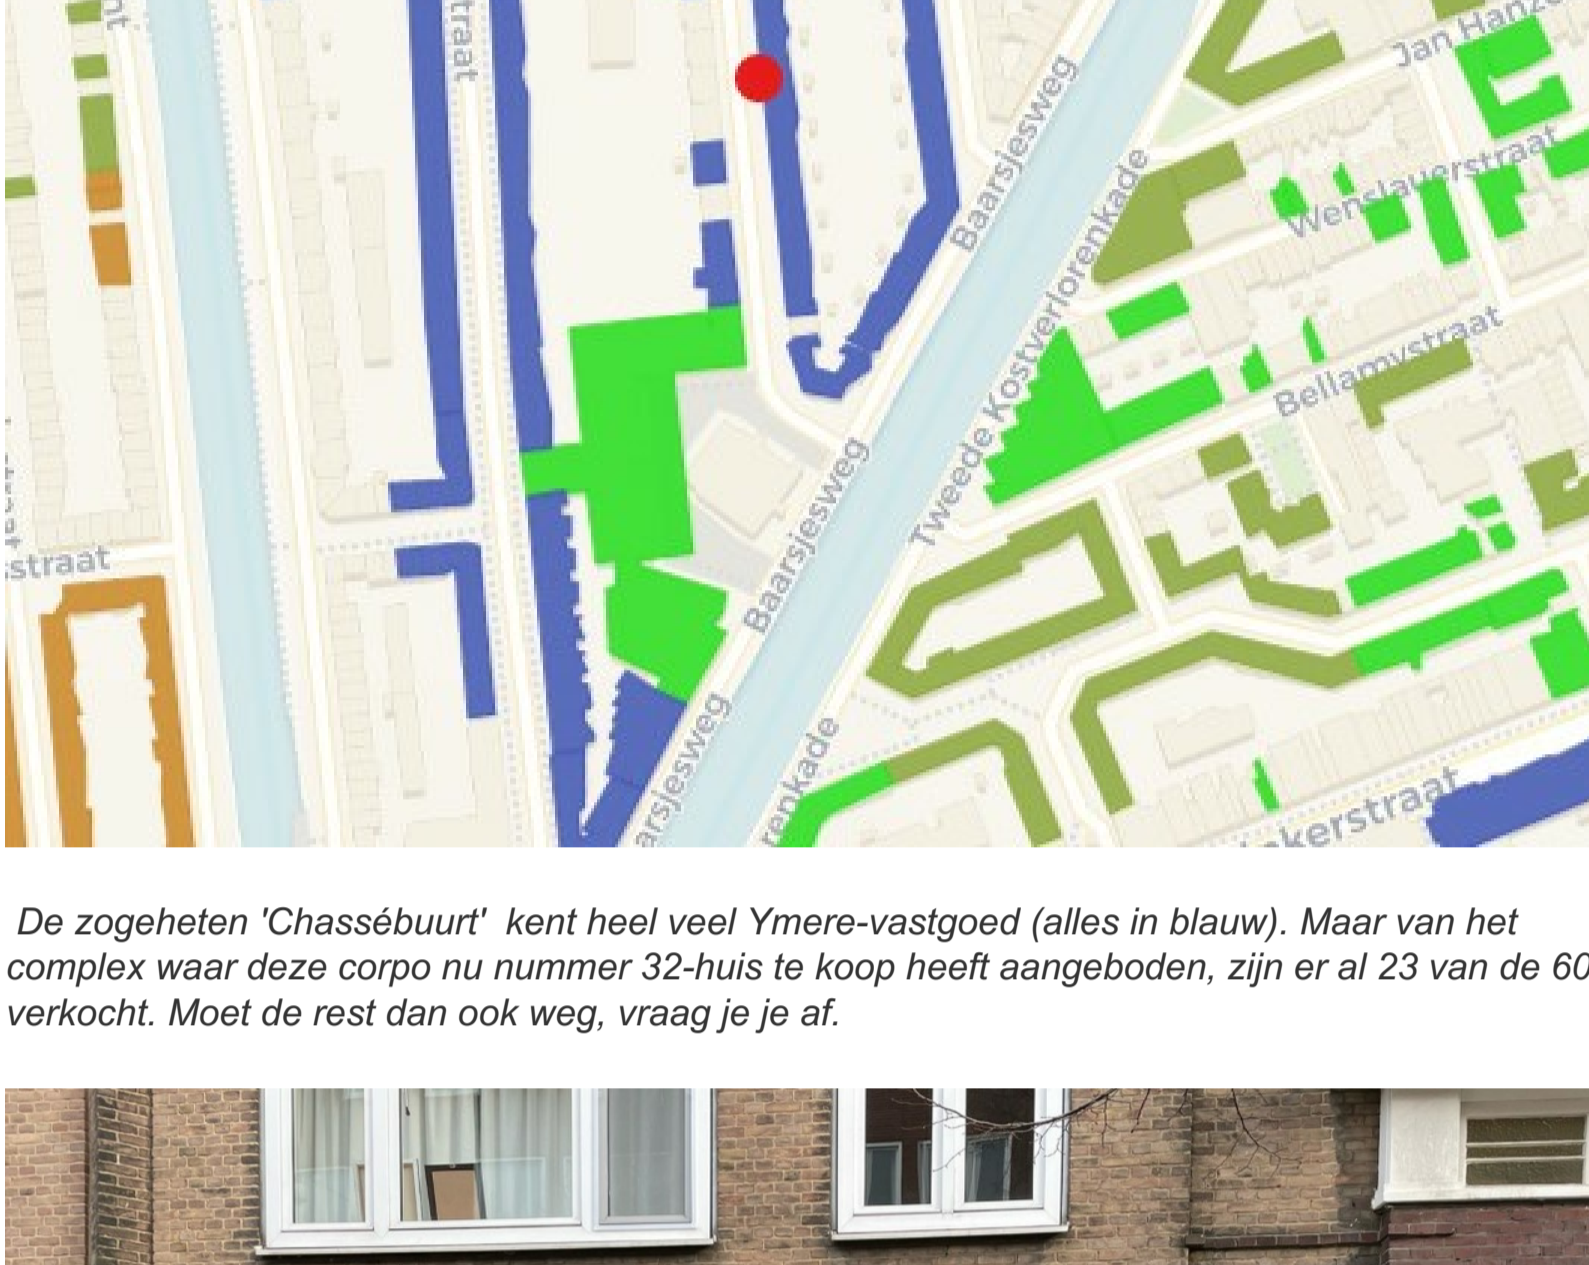 straat
Jan Hanze
Baarsjesweg
Wenslauerstraat
Tweede Kostverlorenkade
Bellamystraat
Baarsjesweg
straat
Baarsjesweg
arsjesweg
renkade
kerstraat
De zogeheten 'Chassébuurt' kent heel veel Ymere-vastgoed (alles in blauw). Maar van het
complex waar deze corpo nu nummer 32-huis te koop heeft aangeboden, zijn er al 23 van de 60
verkocht. Moet de rest dan ook weg, vraag je je af.